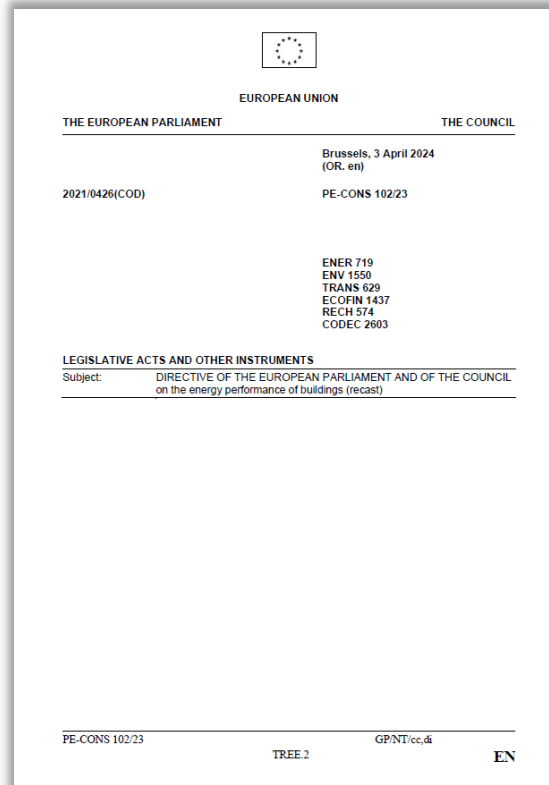 EUROPEAN UNION
THE EUROPEAN PARLIAMENT THE COUNCIL
Brussels, 3 April 2024
(OR. en)
2021/0426(COD) PE-CONS 102/23
ENER 719
ENV 1550
TRANS 629
ECOFIN 1437
RECH 574
CODEC 2603
LEGISLATIVE ACTS AND OTHER INSTRUMENTS
Subject: DIRECTIVE OF THE EUROPEAN PARLIAMENT AND OF THE COUNCIL
on the energy performance of buildings (recast)
PE-CONS 102/23 GP/NT/cc,di
TREE.2 EN